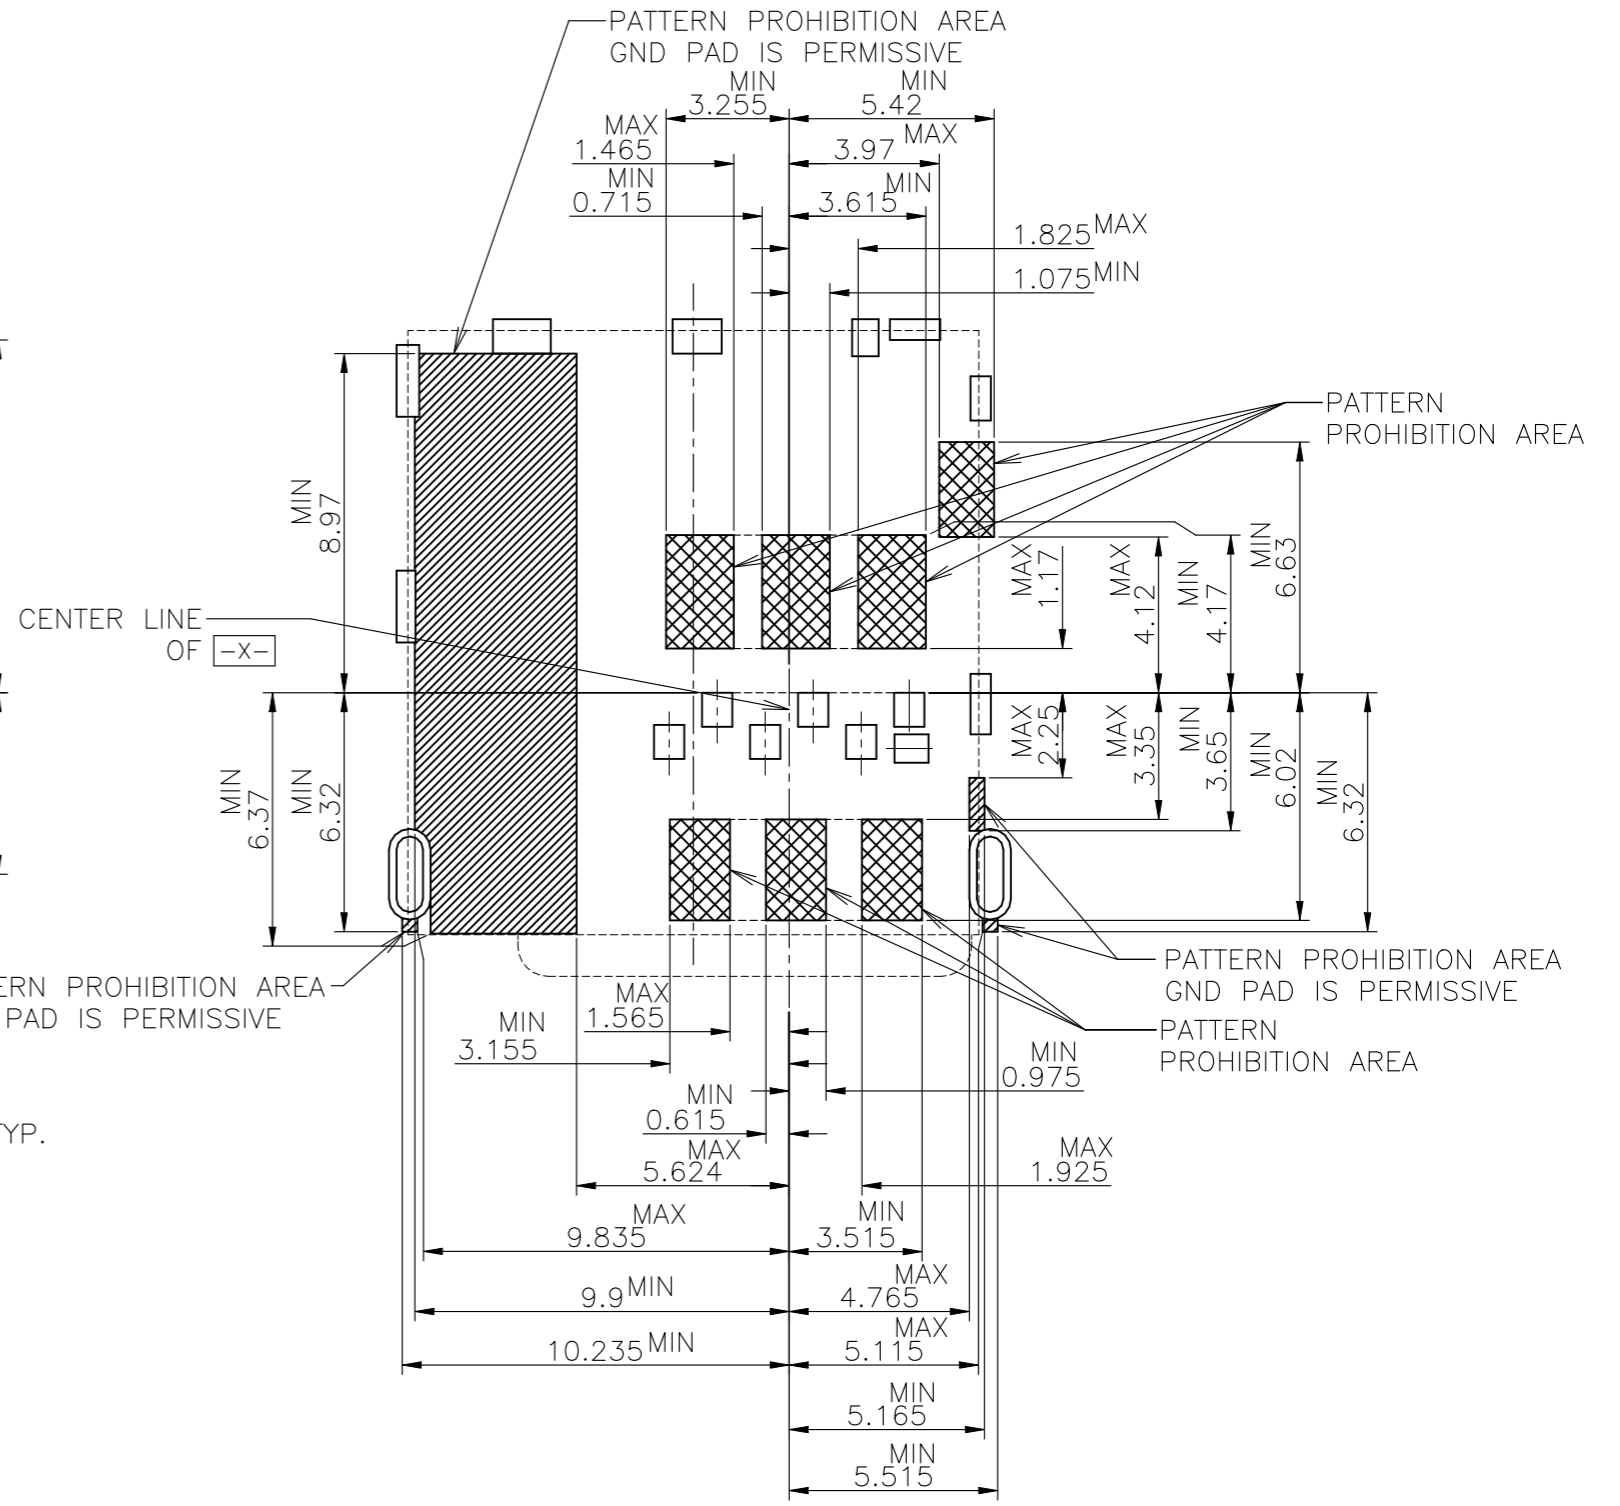 PATTERN PROHIBITION AREA
GND PAD IS PERMISSIVE
MIN
3.255
MIN
5.42
MAX
1.465
3.97 MAX
MIN
0.715
MIN
3.615
1.825 MAX
1.075 MIN
PATTERN
PROHIBITION AREA
MIN
8.97
MAX
1.17
MAX
4.12
MIN
4.17
MIN
6.63
CENTER LINE
OF -X-
MIN
6.37
MIN
6.32
MAX
2.25
MAX
3.35
MIN
3.65
MIN
6.02
MIN
6.32
PATTERN PROHIBITION AREA
GND PAD IS PERMISSIVE
ERN PROHIBITION AREA
PAD IS PERMISSIVE
PATTERN
PROHIBITION AREA
MAX
1.565
MIN
3.155
MIN
0.975
MIN
0.615
TYP.
MAX
5.624
MAX
1.925
MAX
9.835
MIN
3.515
9.9 MIN
MAX
4.765
10.235 MIN
MAX
5.115
MIN
5.165
MIN
5.515